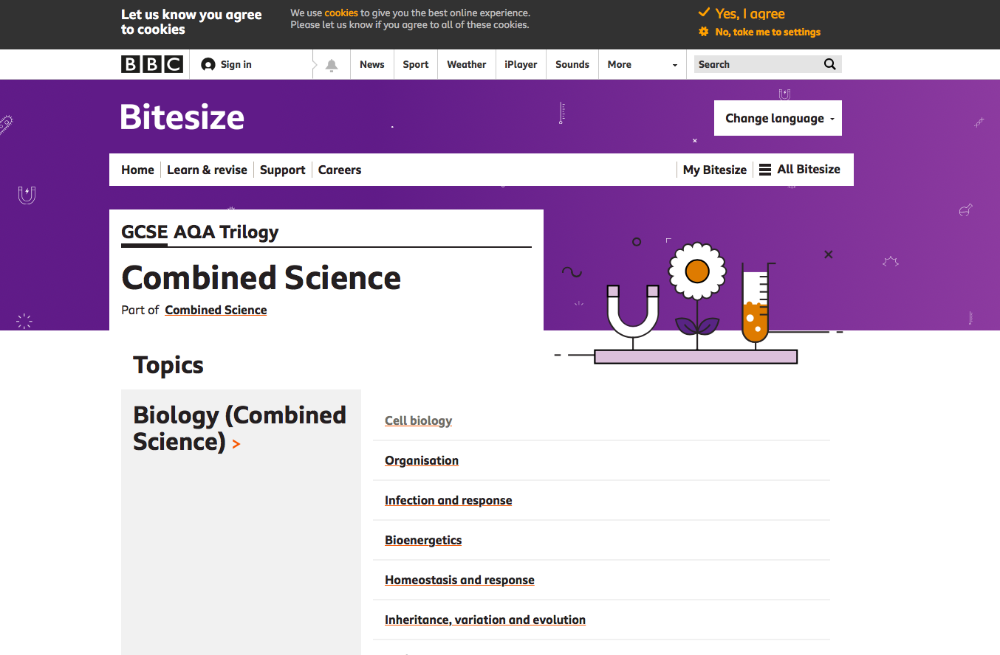 Let us know you agree
to cookies
We use cookies to give you the best online experience.
Please let us know if you agree to all of these cookies.
Yes, I agree
No, take me to settings
BBC
Sign in
News
Sport
Weather
iPlayer
Sounds
More
Search
Bitesize
Change language
Home
Learn & revise
Support
Careers
My Bitesize
All Bitesize
GCSE AQA Trilogy
Combined Science
Part of Combined Science
Topics
Biology (Combined
Science) >
Cell biology
Organisation
Infection and response
Bioenergetics
Homeostasis and response
Inheritance, variation and evolution